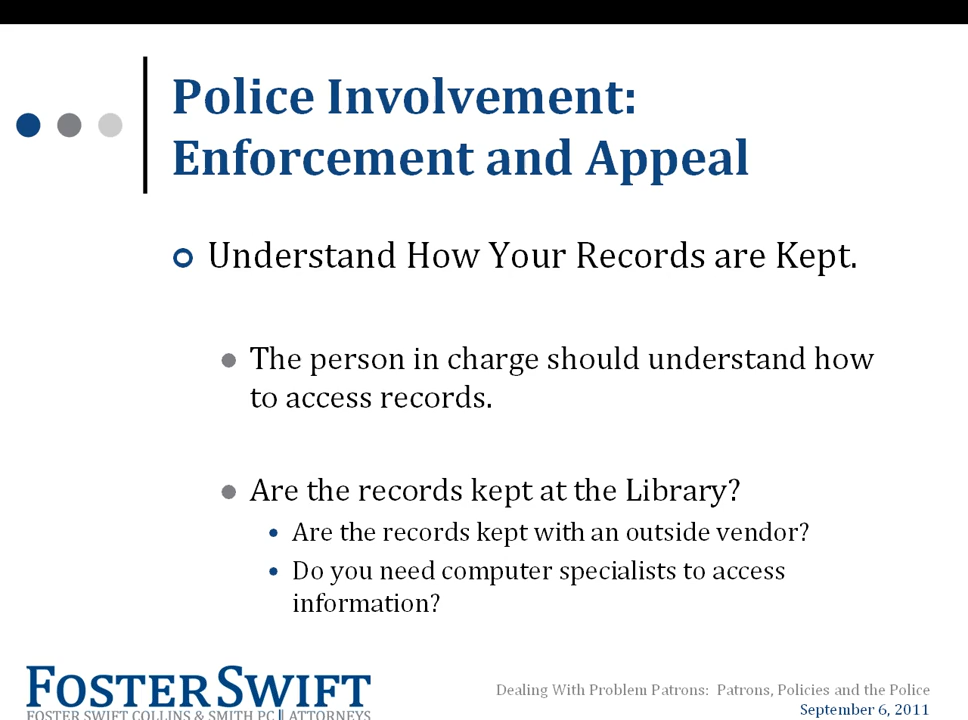 Police Involvement:
Enforcement and Appeal
Understand How Your Records are Kept.
The person in charge should understand how
to access records.
Are the records kept at the Library?
Are the records kept with an outside vendor?
Do you need computer specialists to access
information?
FOSTER SWIFT
FOSTER SWIFT COLLINS & SMITH PC || ATTORNEYS
Dealing With Problem Patrons: Patrons, Policies and the Police
September 6, 2011